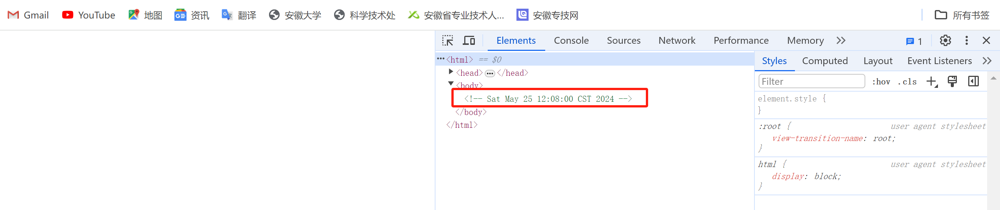 Gmail YouTube 地图 资讯 翻译 安徽大学 科学技术处 安徽省专业技术人... 安徽专技网 所有书签
Elements Console Sources Network Performance Memory 1
<html> == $0
<head> ... </head>
<body>
<!-- Sat May 25 12:08:00 CST 2024 -->
</body>
</html>
Styles Computed Layout Event Listeners
Filter :hov .cls
element.style {
}
:root { user agent stylesheet
view-transition-name: root;
}
html { user agent stylesheet
display: block;
}